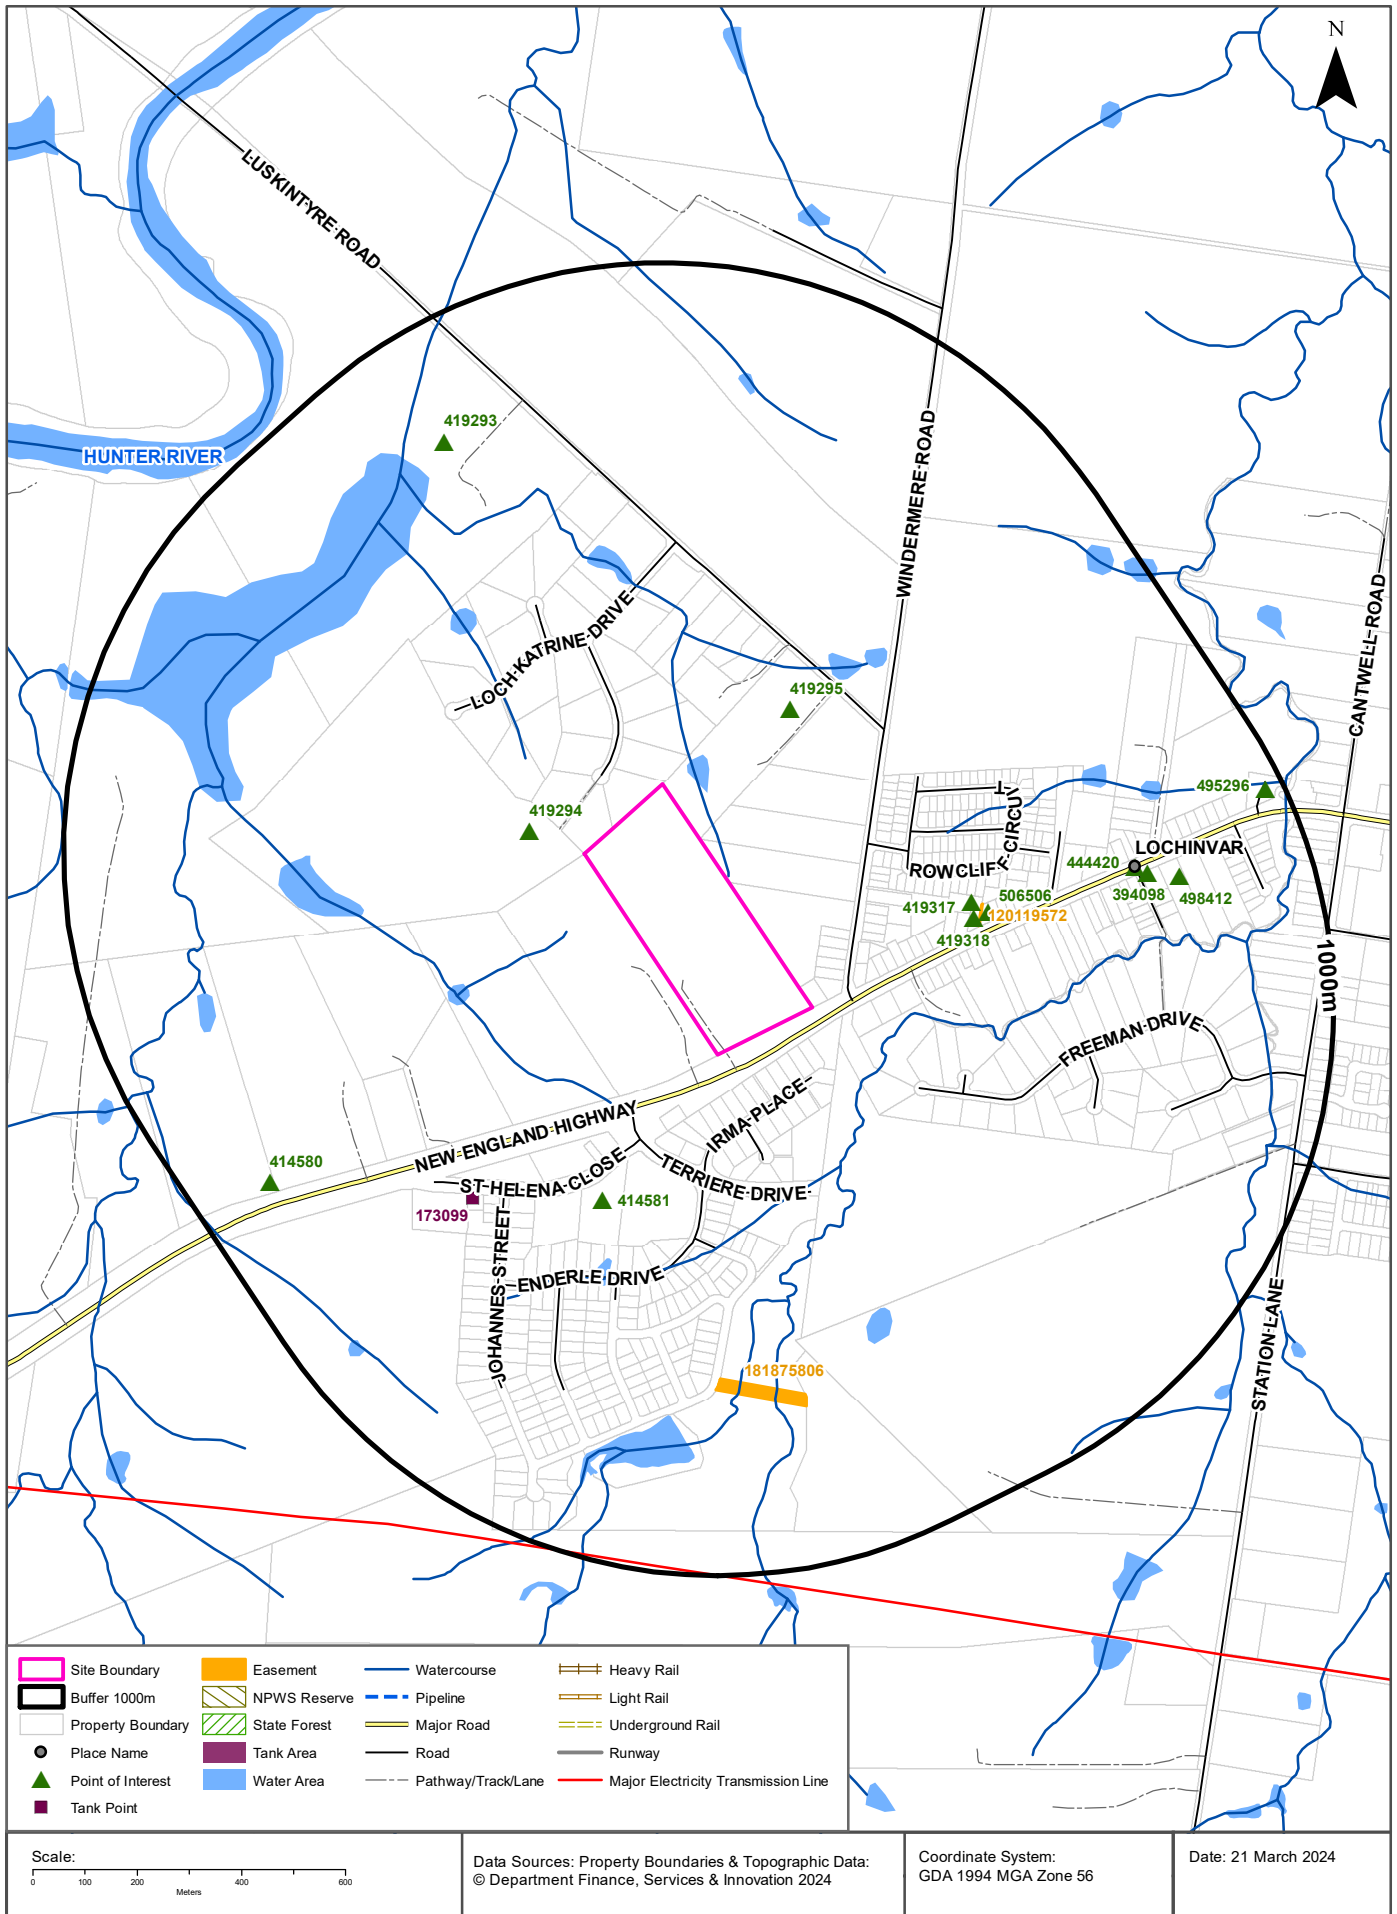 N
LUSKINTYRE ROAD
HUNTER RIVER
419293
WINDERMERE ROAD
CANTWELL ROAD
LOCH KATRINE DRIVE
419295
419294
495296
F CIRCUI
T
ROWCLIF
LOCHINVAR
444420
394098
498412
506506
419317
120119572
419318
1000m
FREEMAN DRIVE
IRMA PLACE
NEW ENGLAND HIGHWAY
414580
ST HELENA CLOSE
TERRIERE DRIVE
173099
414581
JOHANNES STREET
ENDERLE DRIVE
STATION LANE
181875806
Site Boundary
Buffer 1000m
Property Boundary
Place Name
Point of Interest
Tank Point
Easement
NPWS Reserve
State Forest
Tank Area
Water Area
Watercourse
Pipeline
Major Road
Road
Pathway/Track/Lane
Heavy Rail
Light Rail
Underground Rail
Runway
Major Electricity Transmission Line
Scale:
0 100 200 400 600
Meters
Data Sources: Property Boundaries & Topographic Data:
© Department Finance, Services & Innovation 2024
Coordinate System:
GDA 1994 MGA Zone 56
Date: 21 March 2024